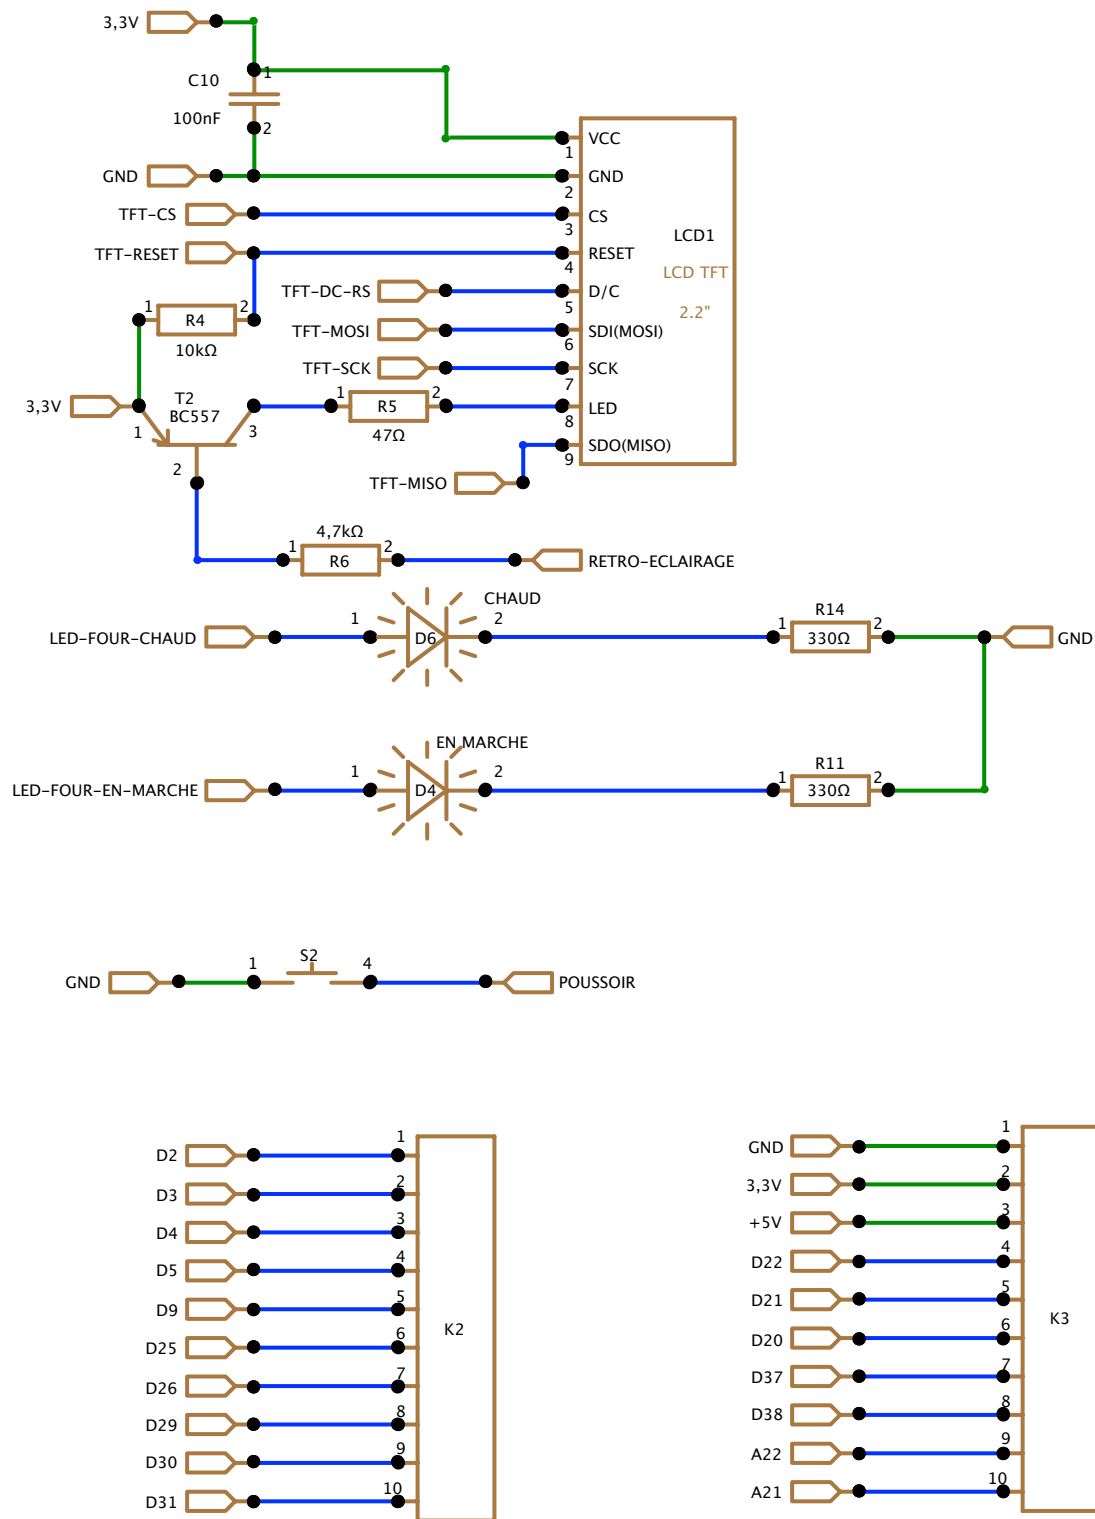 3,3V
1
C10
100nF
2
GND
TFT-CS
TFT-RESET
1
R4
2
10kΩ
3,3V
T2
BC557
1
2
3
1
R5
2
47Ω
TFT-DC-RS
TFT-MOSI
TFT-SCK
TFT-MISO
VCC
1
GND
2
CS
3
RESET
4
D/C
5
SDI(MOSI)
6
SCK
7
LED
8
SDO(MISO)
9
LCD1
LCD TFT
2.2"
4,7kΩ
1
R6
2
RETRO-ECLAIRAGE
LED-FOUR-CHAUD
1
D6
CHAUD
2
R14
1
330Ω
2
GND
LED-FOUR-EN-MARCHE
1
D4
EN MARCHE
2
R11
1
330Ω
2
GND
1
S2
4
POUSSOIR
D2
1
D3
2
D4
3
D5
4
D9
5
D25
6
D26
7
D29
8
D30
9
D31
10
K2
GND
1
3,3V
2
+5V
3
D22
4
D21
5
D20
6
D37
7
D38
8
A22
9
A21
10
K3